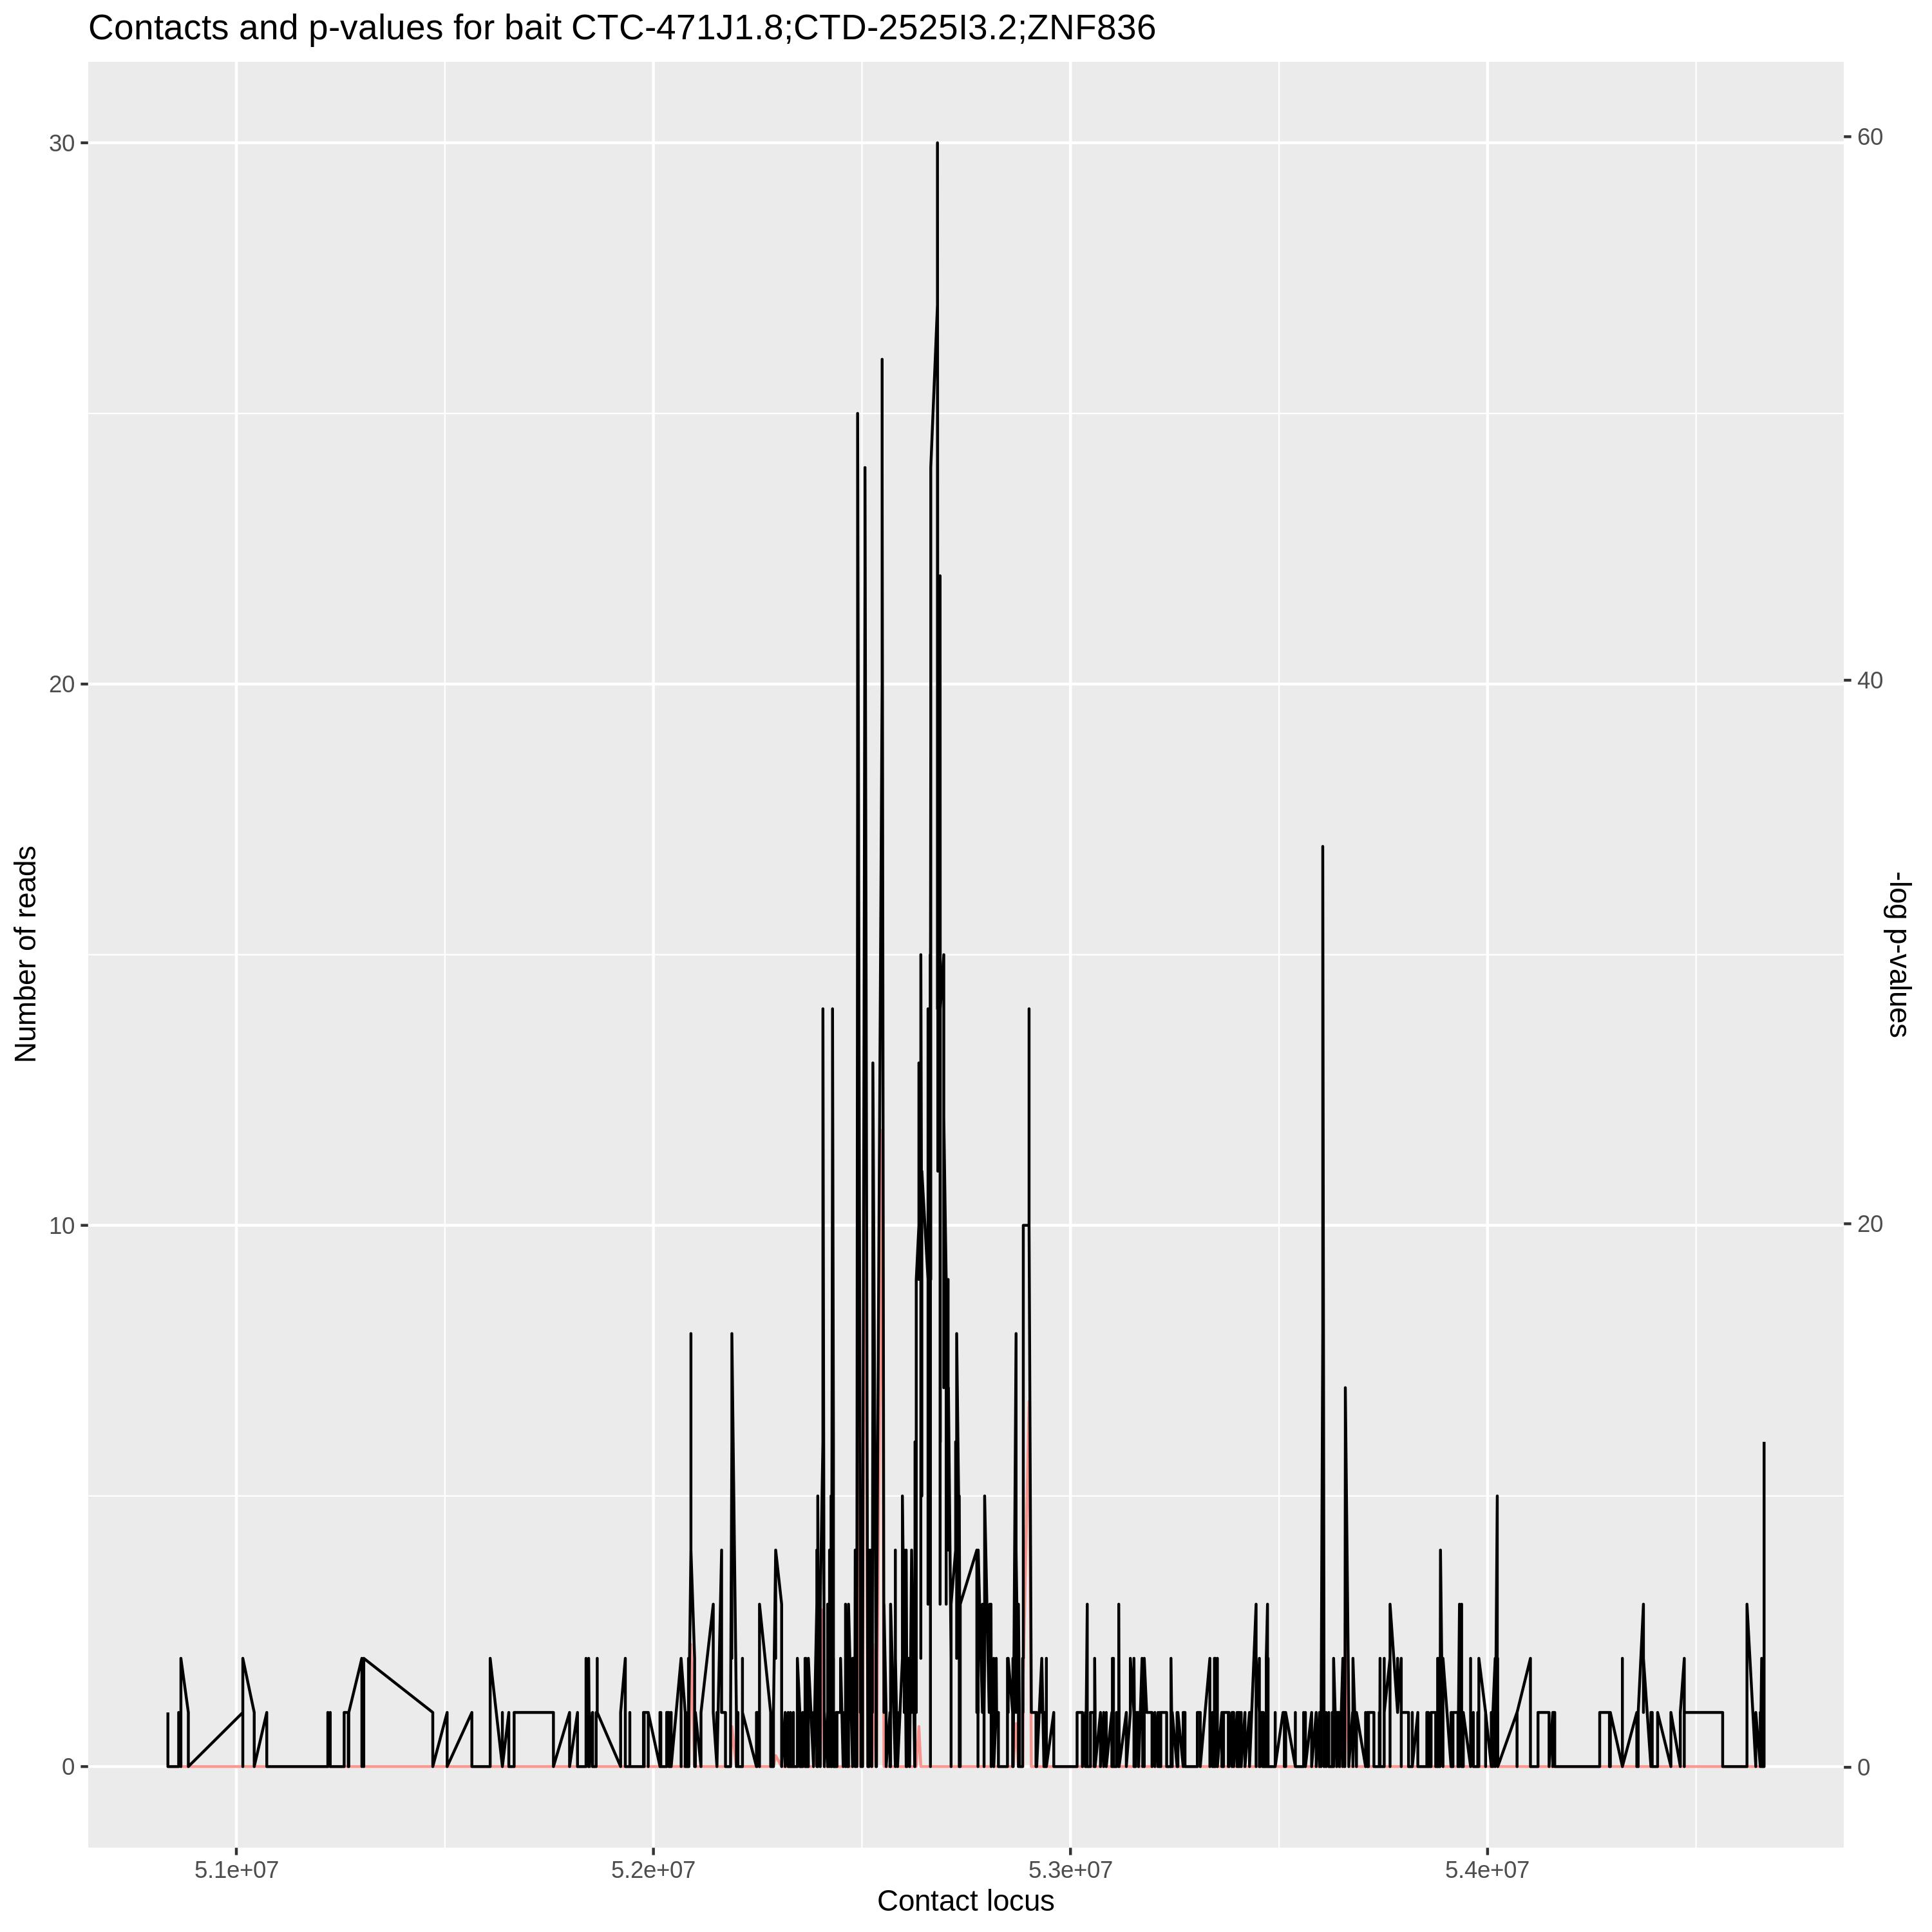 Contacts and p-values for bait CTC-471J1.8;CTD-2525I3.2;ZNF836
30
20
10
0
60
40
20
0
Number of reads
-log p-values
5.1e+07 5.2e+07 5.3e+07 5.4e+07
Contact locus